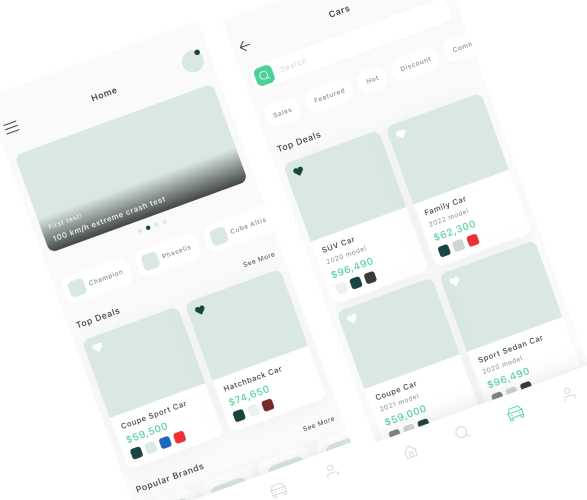 Home
First test!
100 km/h extreme crash test
Champion
Phaselis
Cube Altis
See More
Top Deals
Coupe Sport Car
$59,500
Hatchback Car
$74,650
See More
Popular Brands
Cars
Search
Sales
Featured
Hot
Discount
Top Deals
SUV Car
2020 model
$96,490
Family Car
2022 model
$62,300
Coupe Car
2021 model
$59,000
Sport Sedan Car
2020 model
$96,490